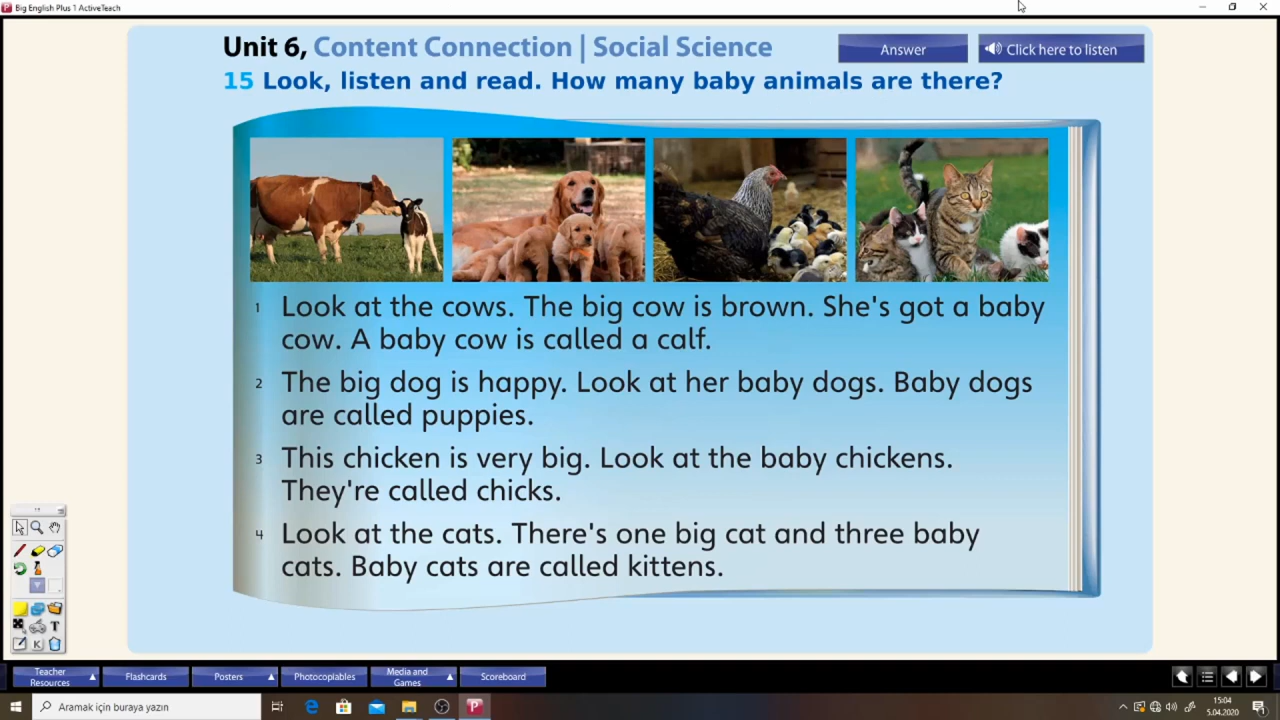 Big English Plus 1 ActiveTeach
Unit 6, Content Connection | Social Science
Answer
Click here to listen
15 Look, listen and read. How many baby animals are there?
1 Look at the cows. The big cow is brown. She's got a baby
cow. A baby cow is called a calf.
2 The big dog is happy. Look at her baby dogs. Baby dogs
are called puppies.
3 This chicken is very big. Look at the baby chickens.
They're called chicks.
4 Look at the cats. There's one big cat and three baby
cats. Baby cats are called kittens.
T
K
Teacher
Resources
Flashcards
Posters
Photocopiables
Media and
Games
Scoreboard
Aramak için buraya yazın
15:04
5.04.2020
1